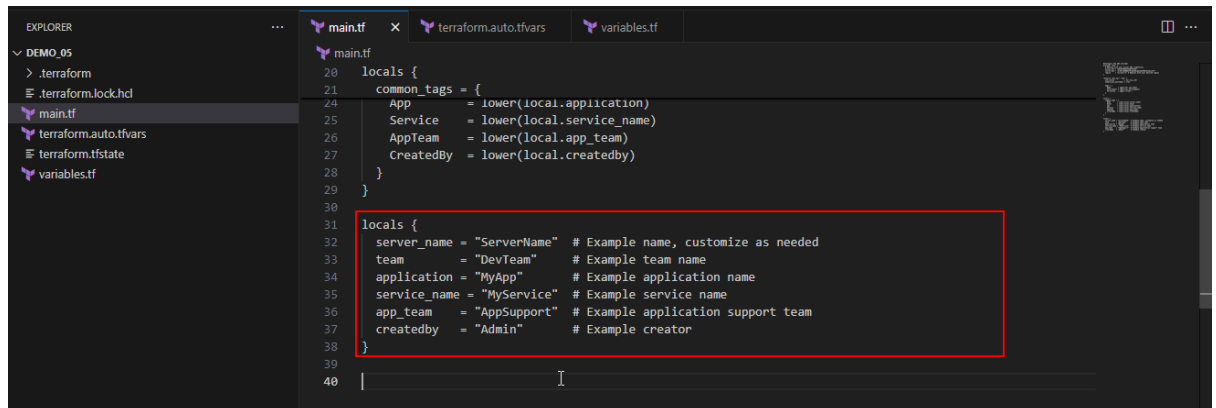 EXPLORER
...
main.tf
terraform.auto.tfvars
variables.tf
...
DEMO_05
.terraform
.terraform.lock.hcl
main.tf
terraform.auto.tfvars
terraform.tfstate
variables.tf
main.tf
20 locals {
21 common_tags = {
24 App = lower(local.application)
25 Service = lower(local.service_name)
26 AppTeam = lower(local.app_team)
27 CreatedBy = lower(local.createdby)
28 }
29 }
30
31 locals {
32 server_name = "ServerName" # Example name, customize as needed
33 team = "DevTeam" # Example team name
34 application = "MyApp" # Example application name
35 service_name = "MyService" # Example service name
36 app_team = "AppSupport" # Example application support team
37 createdby = "Admin" # Example creator
38 }
39
40